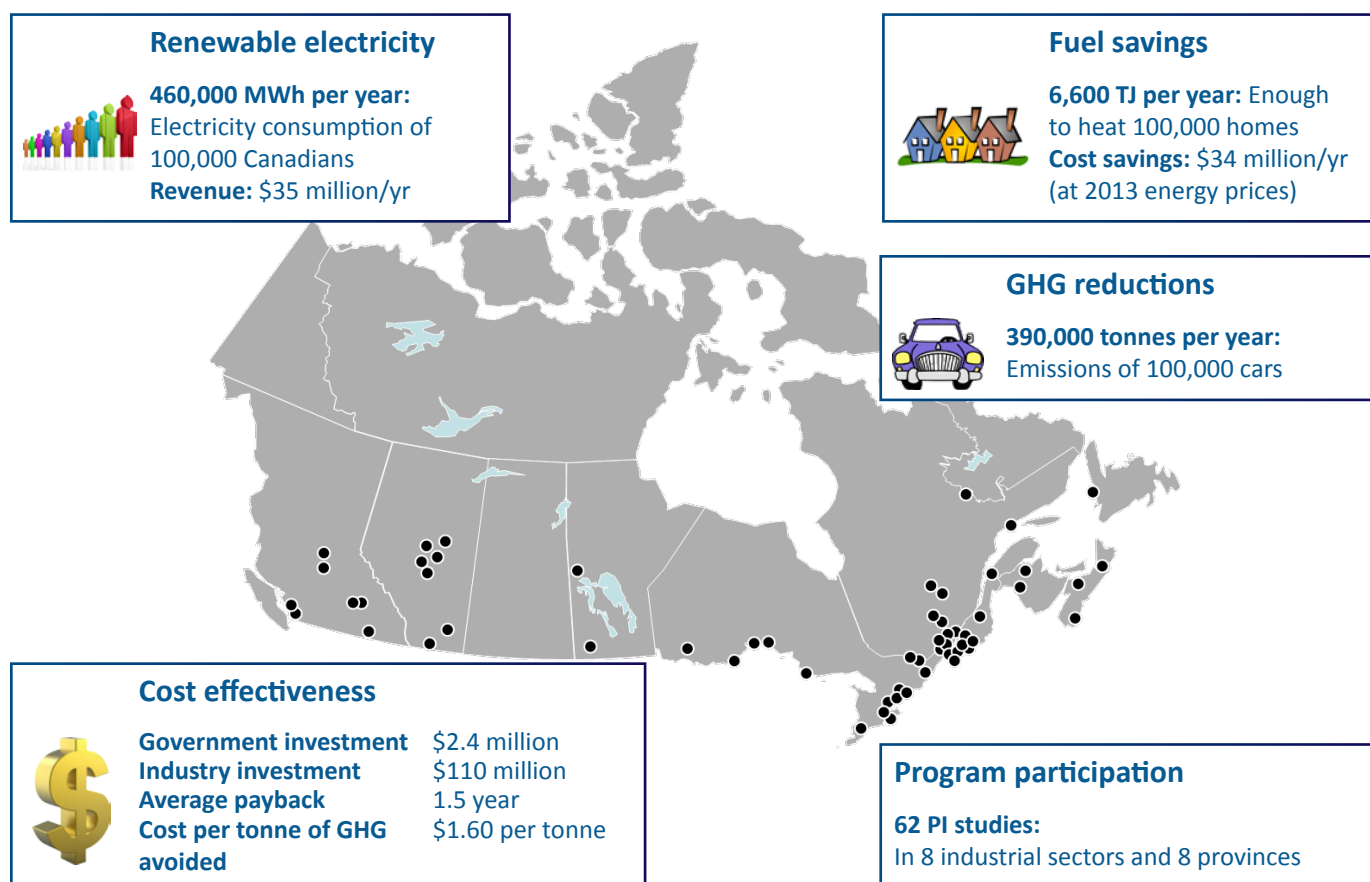 Renewable electricity
460,000 MWh per year:
Electricity consumption of
100,000 Canadians
Revenue: $35 million/yr
Fuel savings
6,600 TJ per year: Enough
to heat 100,000 homes
Cost savings: $34 million/yr
(at 2013 energy prices)
GHG reductions
390,000 tonnes per year:
Emissions of 100,000 cars
Cost effectiveness
Government investment $2.4 million
Industry investment $110 million
Average payback 1.5 year
Cost per tonne of GHG $1.60 per tonne
avoided
Program participation
62 PI studies:
In 8 industrial sectors and 8 provinces